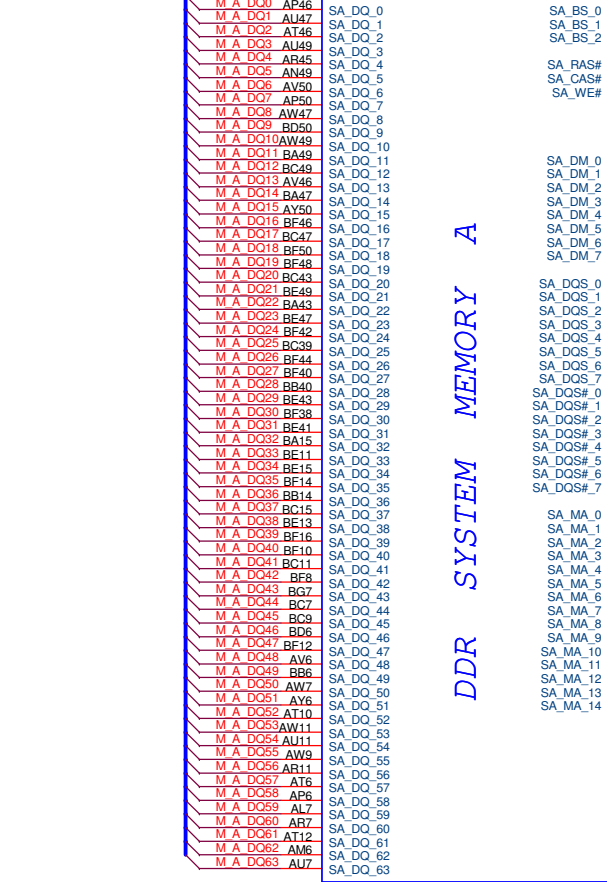 M_A_DQ0 AP46 SA_DQ_0
M_A_DQ1 AU47 SA_DQ_1
M_A_DQ2 AT46 SA_DQ_2
M_A_DQ3 AU49 SA_DQ_3
M_A_DQ4 AR45 SA_DQ_4
M_A_DQ5 AN49 SA_DQ_5
M_A_DQ6 AV50 SA_DQ_6
M_A_DQ7 AP50 SA_DQ_7
M_A_DQ8 AW47 SA_DQ_8
M_A_DQ9 BD50 SA_DQ_9
M_A_DQ10 AW49 SA_DQ_10
M_A_DQ11 BA49 SA_DQ_11
M_A_DQ12 BC49 SA_DQ_12
M_A_DQ13 AV46 SA_DQ_13
M_A_DQ14 BA47 SA_DQ_14
M_A_DQ15 AY50 SA_DQ_15
M_A_DQ16 BF46 SA_DQ_16
M_A_DQ17 BC47 SA_DQ_17
M_A_DQ18 BF50 SA_DQ_18
M_A_DQ19 BF48 SA_DQ_19
M_A_DQ20 BC43 SA_DQ_20
M_A_DQ21 BE49 SA_DQ_21
M_A_DQ22 BA43 SA_DQ_22
M_A_DQ23 BE47 SA_DQ_23
M_A_DQ24 BF42 SA_DQ_24
M_A_DQ25 BC39 SA_DQ_25
M_A_DQ26 BF44 SA_DQ_26
M_A_DQ27 BF40 SA_DQ_27
M_A_DQ28 BB40 SA_DQ_28
M_A_DQ29 BE43 SA_DQ_29
M_A_DQ30 BF38 SA_DQ_30
M_A_DQ31 BE41 SA_DQ_31
M_A_DQ32 BA15 SA_DQ_32
M_A_DQ33 BE11 SA_DQ_33
M_A_DQ34 BE15 SA_DQ_34
M_A_DQ35 BF14 SA_DQ_35
M_A_DQ36 BB14 SA_DQ_36
M_A_DQ37 BC15 SA_DQ_37
M_A_DQ38 BE13 SA_DQ_38
M_A_DQ39 BF16 SA_DQ_39
M_A_DQ40 BF10 SA_DQ_40
M_A_DQ41 BC11 SA_DQ_41
M_A_DQ42 BF8 SA_DQ_42
M_A_DQ43 BG7 SA_DQ_43
M_A_DQ44 BC7 SA_DQ_44
M_A_DQ45 BC9 SA_DQ_45
M_A_DQ46 BD6 SA_DQ_46
M_A_DQ47 BF12 SA_DQ_47
M_A_DQ48 AV6 SA_DQ_48
M_A_DQ49 BB6 SA_DQ_49
M_A_DQ50 AW7 SA_DQ_50
M_A_DQ51 AY6 SA_DQ_51
M_A_DQ52 AT10 SA_DQ_52
M_A_DQ53 AW11 SA_DQ_53
M_A_DQ54 AU11 SA_DQ_54
M_A_DQ55 AW9 SA_DQ_55
M_A_DQ56 AR11 SA_DQ_56
M_A_DQ57 AT6 SA_DQ_57
M_A_DQ58 AP6 SA_DQ_58
M_A_DQ59 AL7 SA_DQ_59
M_A_DQ60 AR7 SA_DQ_60
M_A_DQ61 AT12 SA_DQ_61
M_A_DQ62 AM6 SA_DQ_62
M_A_DQ63 AU7 SA_DQ_63
DDR SYSTEM MEMORY A
SA_BS_0
SA_BS_1
SA_BS_2
SA_RAS#
SA_CAS#
SA_WE#
SA_DM_0
SA_DM_1
SA_DM_2
SA_DM_3
SA_DM_4
SA_DM_5
SA_DM_6
SA_DM_7
SA_DQS_0
SA_DQS_1
SA_DQS_2
SA_DQS_3
SA_DQS_4
SA_DQS_5
SA_DQS_6
SA_DQS_7
SA_DQS#_0
SA_DQS#_1
SA_DQS#_2
SA_DQS#_3
SA_DQS#_4
SA_DQS#_5
SA_DQS#_6
SA_DQS#_7
SA_MA_0
SA_MA_1
SA_MA_2
SA_MA_3
SA_MA_4
SA_MA_5
SA_MA_6
SA_MA_7
SA_MA_8
SA_MA_9
SA_MA_10
SA_MA_11
SA_MA_12
SA_MA_13
SA_MA_14